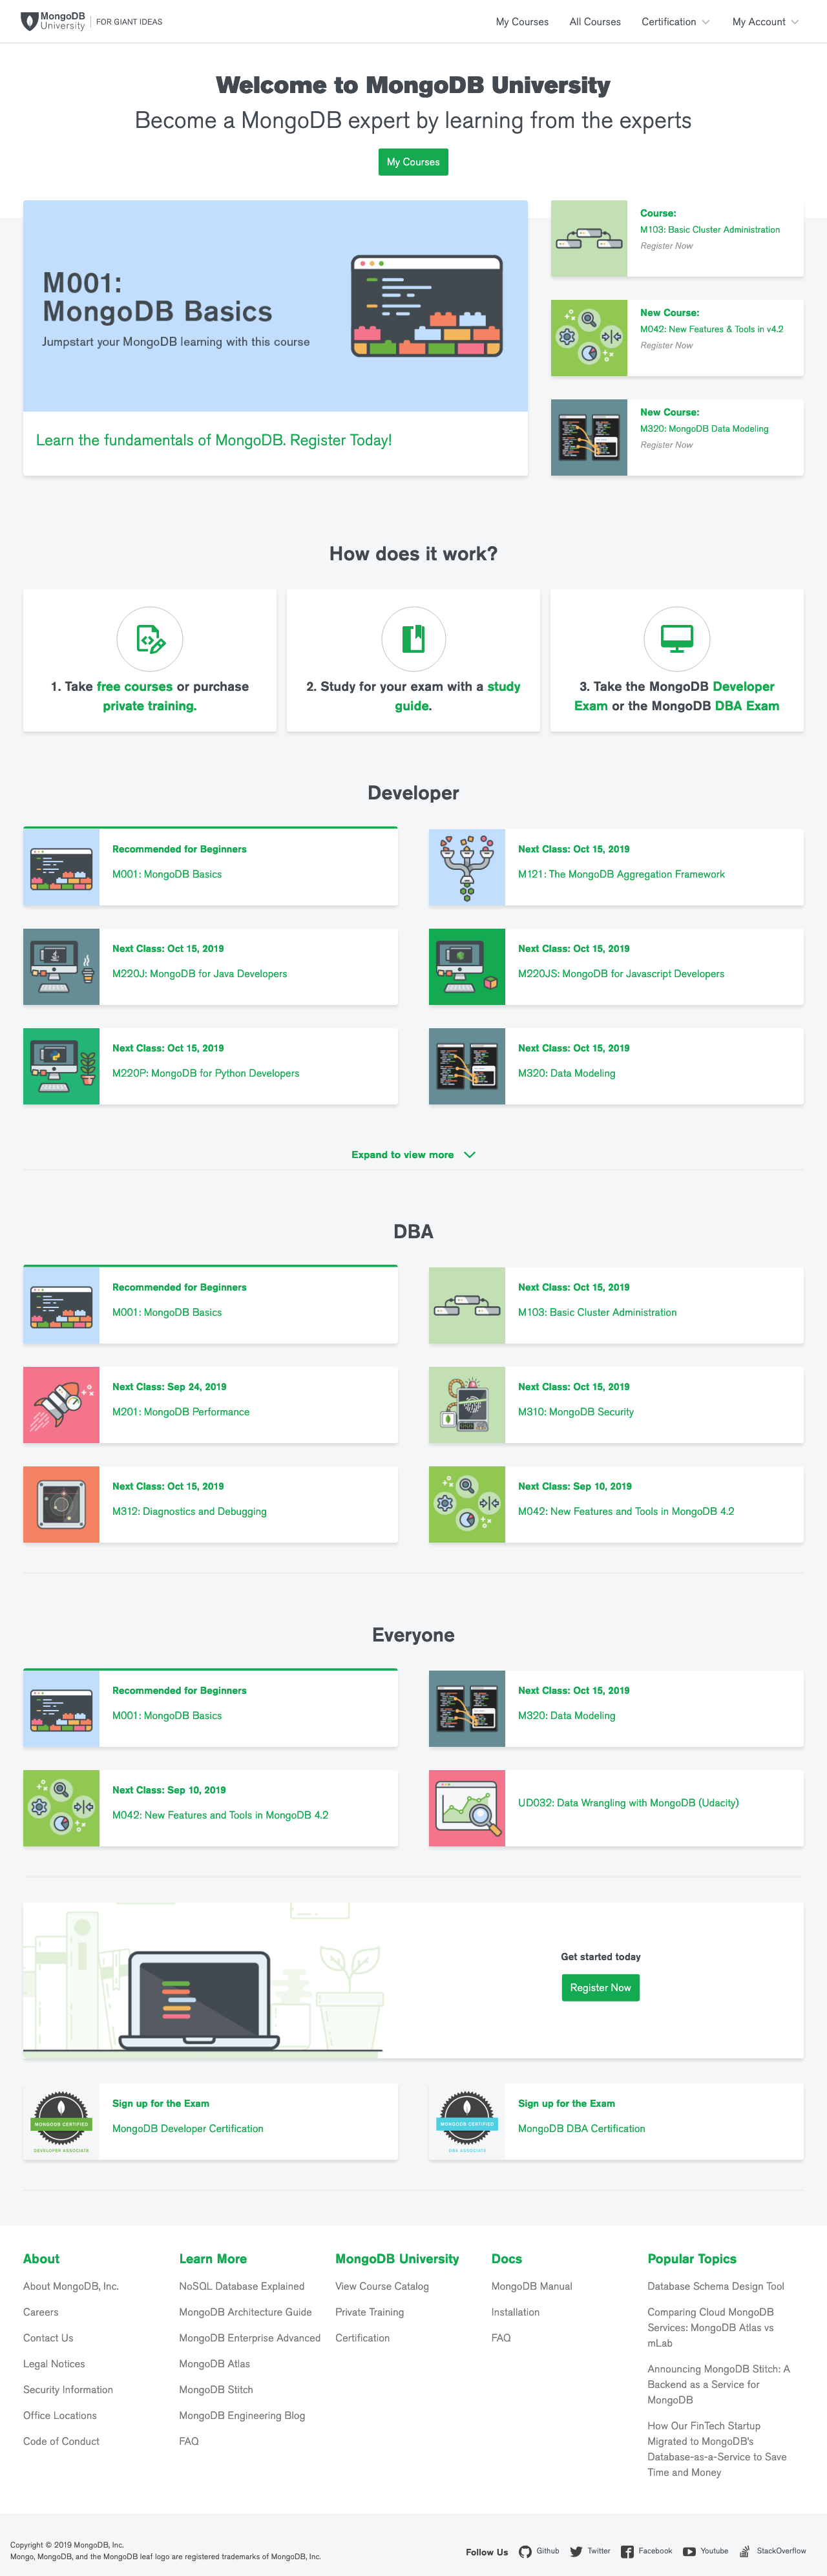 MongoDB
University
FOR GIANT IDEAS
My Courses
All Courses
Certification
My Account
Welcome to MongoDB University
Become a MongoDB expert by learning from the experts
My Courses
M001:
MongoDB Basics
Jumpstart your MongoDB learning with this course
Learn the fundamentals of MongoDB. Register Today!
Course:
M103: Basic Cluster Administration
Register Now
New Course:
M042: New Features & Tools in v4.2
Register Now
New Course:
M320: MongoDB Data Modeling
Register Now
How does it work?
1. Take free courses or purchase
private training.
2. Study for your exam with a study
guide.
3. Take the MongoDB Developer
Exam or the MongoDB DBA Exam
Developer
Recommended for Beginners
M001: MongoDB Basics
Next Class: Oct 15, 2019
M121: The MongoDB Aggregation Framework
Next Class: Oct 15, 2019
M220J: MongoDB for Java Developers
Next Class: Oct 15, 2019
M220JS: MongoDB for Javascript Developers
Next Class: Oct 15, 2019
M220P: MongoDB for Python Developers
Next Class: Oct 15, 2019
M320: Data Modeling
Expand to view more
DBA
Recommended for Beginners
M001: MongoDB Basics
Next Class: Oct 15, 2019
M103: Basic Cluster Administration
Next Class: Sep 24, 2019
M201: MongoDB Performance
Next Class: Oct 15, 2019
M310: MongoDB Security
Next Class: Oct 15, 2019
M312: Diagnostics and Debugging
Next Class: Sep 10, 2019
M042: New Features and Tools in MongoDB 4.2
Everyone
Recommended for Beginners
M001: MongoDB Basics
Next Class: Oct 15, 2019
M320: Data Modeling
Next Class: Sep 10, 2019
M042: New Features and Tools in MongoDB 4.2
UD032: Data Wrangling with MongoDB (Udacity)
Get started today
Register Now
MONGODB CERTIFIED
DEVELOPER ASSOCIATE
Sign up for the Exam
MongoDB Developer Certification
MONGODB CERTIFIED
DBA ASSOCIATE
Sign up for the Exam
MongoDB DBA Certification
About
About MongoDB, Inc.
Careers
Contact Us
Legal Notices
Security Information
Office Locations
Code of Conduct
Learn More
NoSQL Database Explained
MongoDB Architecture Guide
MongoDB Enterprise Advanced
MongoDB Atlas
MongoDB Stitch
MongoDB Engineering Blog
FAQ
MongoDB University
View Course Catalog
Private Training
Certification
Docs
MongoDB Manual
Installation
FAQ
Popular Topics
Database Schema Design Tool
Comparing Cloud MongoDB
Services: MongoDB Atlas vs
mLab
Announcing MongoDB Stitch: A
Backend as a Service for
MongoDB
How Our FinTech Startup
Migrated to MongoDB's
Database-as-a-Service to Save
Time and Money
Copyright © 2019 MongoDB, Inc.
Mongo, MongoDB, and the MongoDB leaf logo are registered trademarks of MongoDB, Inc.
Follow Us
Github
Twitter
Facebook
Youtube
StackOverflow